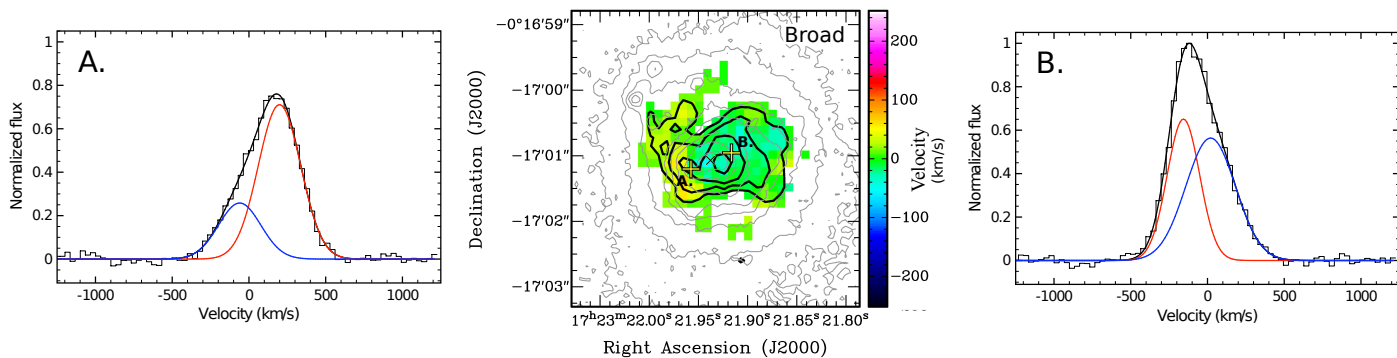 A.
1
0.8
0.6
0.4
0.2
0
Normalized flux
-1000 -500 0 500 1000
Velocity (km/s)
Broad
−0°16′59″
−17′00″
−17′01″
−17′02″
−17′03″
Declination (J2000)
A.
B.
17ʰ23ᵐ22.00ˢ 21.95ˢ 21.90ˢ 21.85ˢ 21.80ˢ
Right Ascension (J2000)
200
100
0
−100
−200
Velocity
(km/s)
B.
1
0.8
0.6
0.4
0.2
0
Normalized flux
-1000 -500 0 500 1000
Velocity (km/s)